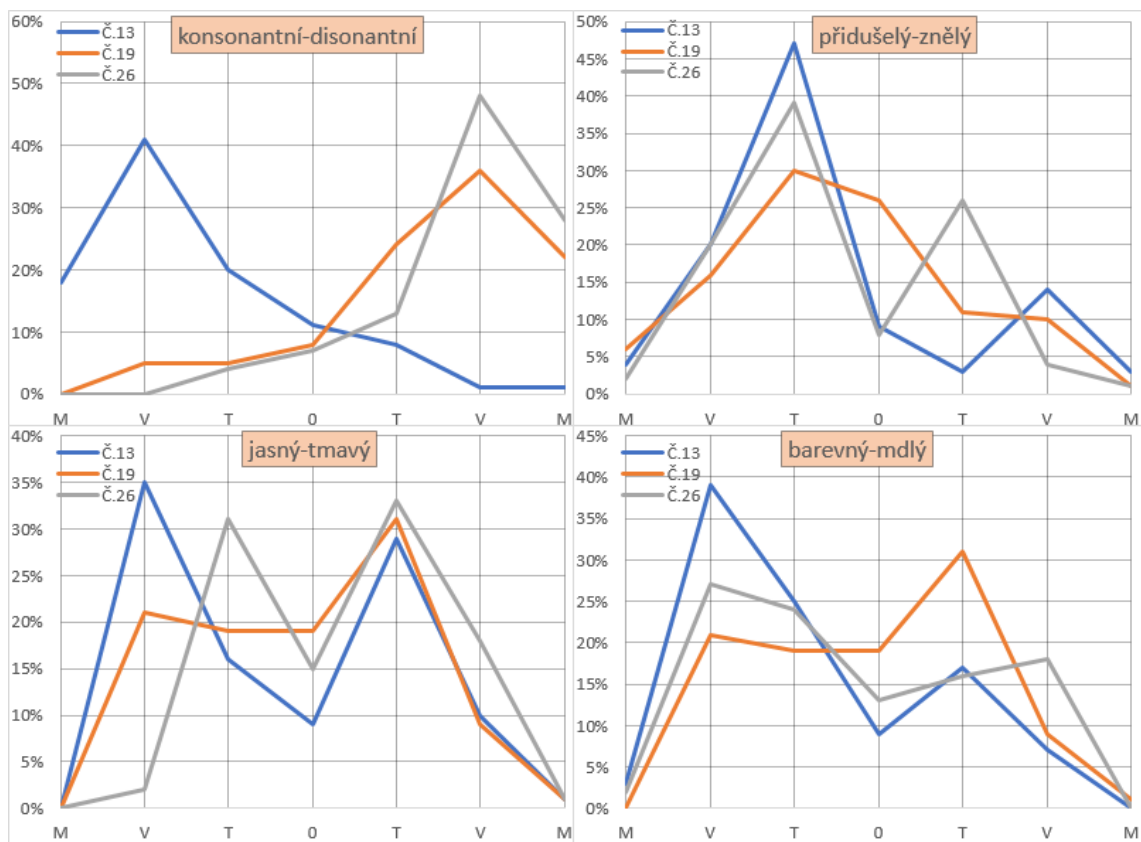 konsonantní-disonantní
Č.13
Č.19
Č.26
60%
50%
40%
30%
20%
10%
0%
M V T 0 T V M
přidušelý-znělý
Č.13
Č.19
Č.26
50%
45%
40%
35%
30%
25%
20%
15%
10%
5%
0%
M V T 0 T V M
jasný-tmavý
Č.13
Č.19
Č.26
40%
35%
30%
25%
20%
15%
10%
5%
0%
M V T 0 T V M
barevný-mdlý
Č.13
Č.19
Č.26
45%
40%
35%
30%
25%
20%
15%
10%
5%
0%
M V T 0 T V M